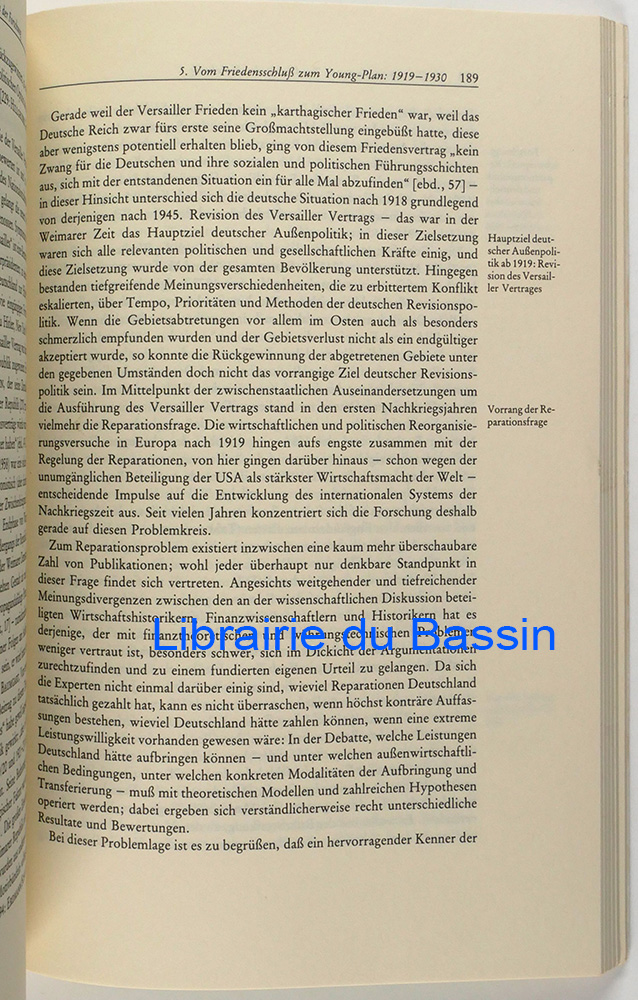 5. Vom Friedensschluß zum Young-Plan: 1919–1930 189
Gerade weil der Versailler Frieden kein „karthagischer Frieden“ war, weil das
Deutsche Reich zwar fürs erste seine Großmachtstellung eingebüßt hatte, diese
aber wenigstens potentiell erhalten blieb, ging von diesem Friedensvertrag „kein
Zwang für die Deutschen und ihre sozialen und politischen Führungsschichten
aus, sich mit der entstandenen Situation ein für alle Mal abzufinden“ [ebd., 57] –
in dieser Hinsicht unterschied sich die deutsche Situation nach 1918 grundlegend
von derjenigen nach 1945. Revision des Versailler Vertrags – das war in der
Weimarer Zeit das Hauptziel deutscher Außenpolitik; in dieser Zielsetzung
waren sich alle relevanten politischen und gesellschaftlichen Kräfte einig, und
diese Zielsetzung wurde von der gesamten Bevölkerung unterstützt. Hingegen
bestanden tiefgreifende Meinungsverschiedenheiten, die zu erbittertem Konflikt
eskalierten, über Tempo, Prioritäten und Methoden der deutschen Revisionspo-
litik. Wenn die Gebietsabtretungen vor allem im Osten auch als besonders
schmerzlich empfunden wurden und der Gebietsverlust nicht als ein endgültiger
akzeptiert wurde, so konnte die Rückgewinnung der abgetretenen Gebiete unter
den gegebenen Umständen doch nicht das vorrangige Ziel deutscher Revisions-
politik sein. Im Mittelpunkt der zwischenstaatlichen Auseinandersetzungen um
die Ausführung des Versailler Vertrags stand in den ersten Nachkriegsjahren
vielmehr die Reparationsfrage. Die wirtschaftlichen und politischen Reorganisie-
rungsversuche in Europa nach 1919 hingen aufs engste zusammen mit der
Regelung der Reparationen, von hier gingen darüber hinaus – schon wegen der
unumgänglichen Beteiligung der USA als stärkster Wirtschaftsmacht der Welt –
entscheidende Impulse auf die Entwicklung des internationalen Systems der
Nachkriegszeit aus. Seit vielen Jahren konzentriert sich die Forschung deshalb
gerade auf diesen Problemkreis.
Zum Reparationsproblem existiert inzwischen eine kaum mehr überschaubare
Zahl von Publikationen; wohl jeder überhaupt nur denkbare Standpunkt in
dieser Frage findet sich vertreten. Angesichts weitgehender und tiefreichender
Meinungsdivergenzen zwischen den an der wissenschaftlichen Diskussion betei-
ligten Wirtschaftshistorikern, Finanzwissenschaftlern und Historikern hat es
derjenige, der mit finanztheoretischen und währungstechnischen Problemen
weniger vertraut ist, besonders schwer, sich im Dickicht der Argumentationen
zurechtzufinden und zu einem fundierten eigenen Urteil zu gelangen. Da sich
die Experten nicht einmal darüber einig sind, wieviel Reparationen Deutschland
tatsächlich gezahlt hat, kann es nicht überraschen, wenn höchst konträre Auffas-
sungen bestehen, wieviel Deutschland hätte zahlen können, wenn eine extreme
Leistungswilligkeit vorhanden gewesen wäre: In der Debatte, welche Leistungen
Deutschland hätte aufbringen können – und unter welchen außenwirtschaftli-
chen Bedingungen, unter welchen konkreten Modalitäten der Aufbringung und
Transferierung – muß mit theoretischen Modellen und zahlreichen Hypothesen
operiert werden; dabei ergeben sich verständlicherweise recht unterschiedliche
Resultate und Bewertungen.
Bei dieser Problemlage ist es zu begrüßen, daß ein hervorragender Kenner der
Hauptziel deut-
scher Außenpoli-
tik ab 1919: Revi-
sion des Versail-
ler Vertrages
Vorrang der Re-
parationsfrage
Librairie du Bassin